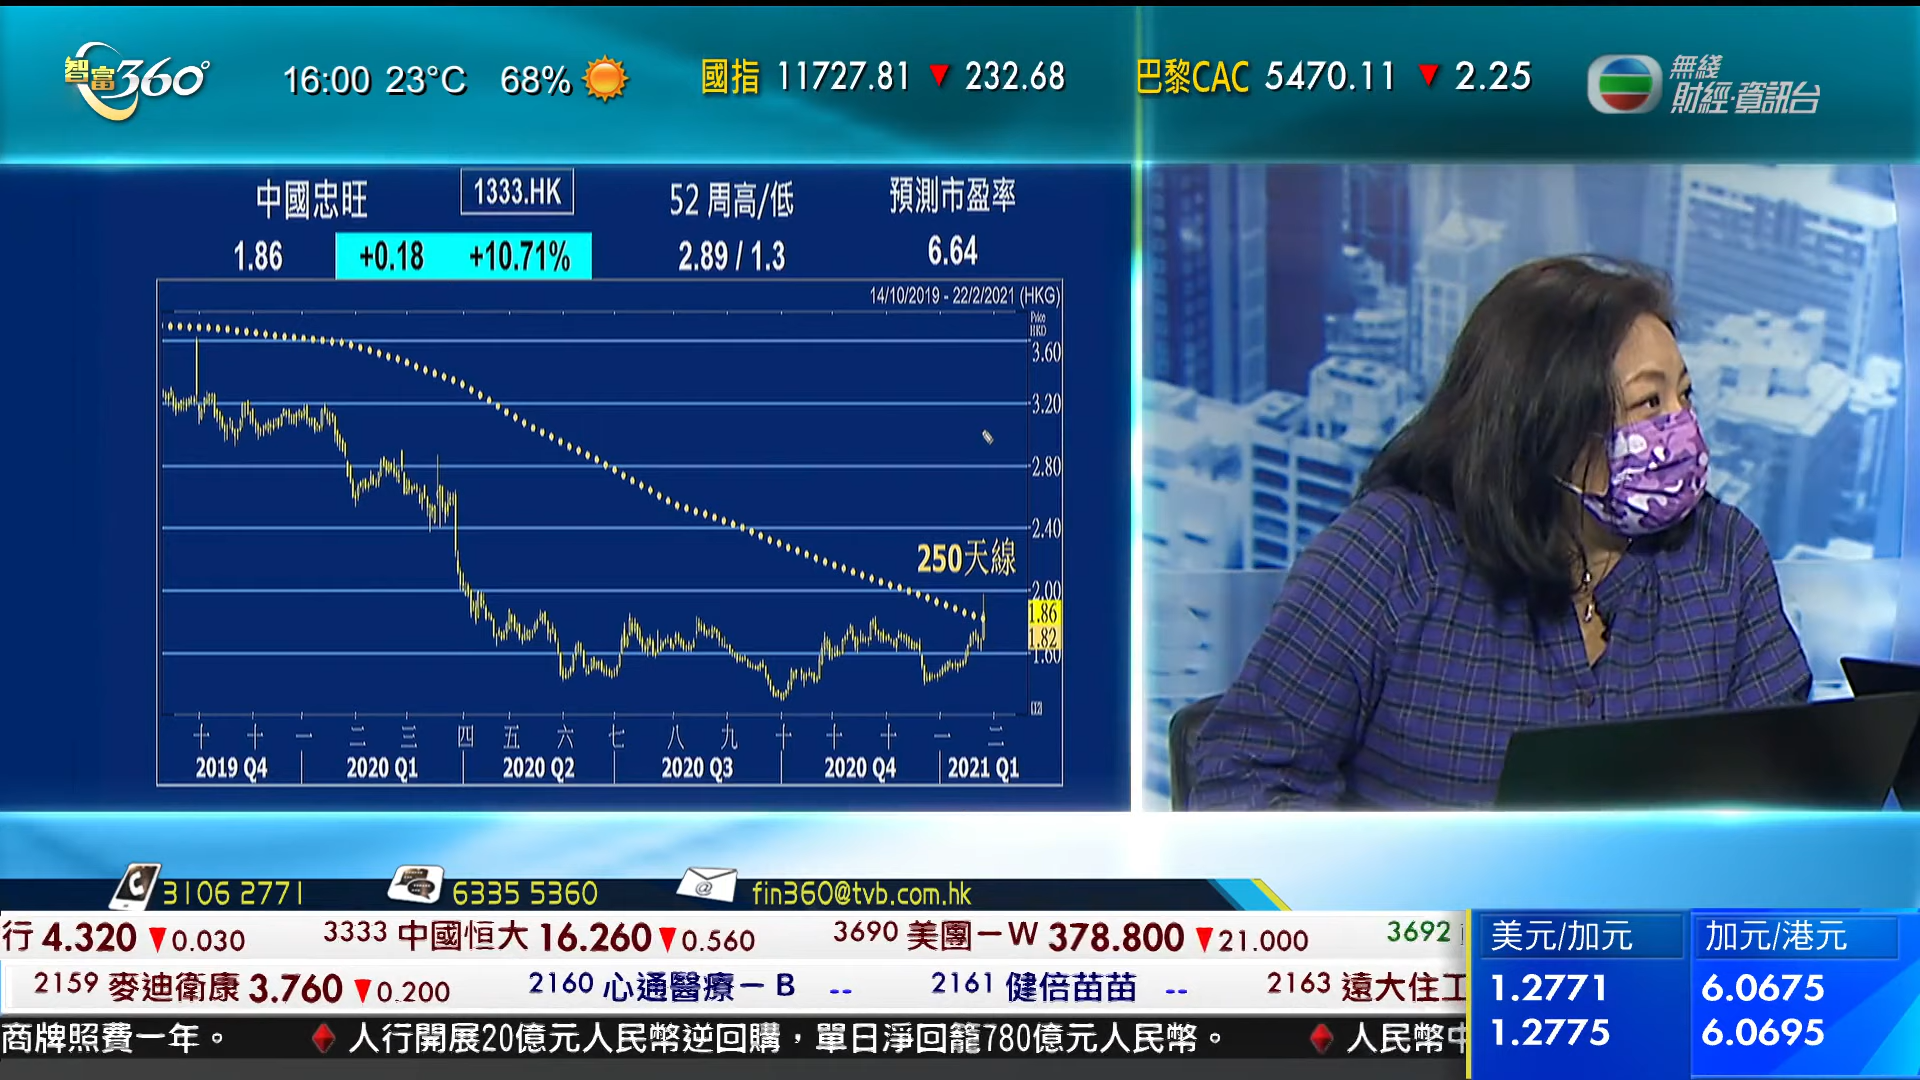 智富360°
16:00 23°C 68%
國指 11727.81 ▼ 232.68
巴黎CAC 5470.11 ▼ 2.25
無綫
財經·資訊台
中國忠旺 1333.HK 52 周高/低 預測市盈率
1.86 +0.18 +10.71% 2.89 / 1.3 6.64
14/10/2019 - 22/2/2021 (HKG)
Price
HKD
3.60
3.20
2.80
2.40
250天線
2.00
1.86
1.82
1.60
十 十 一 二 三 四 五 六 七 八 九 十 十 十 一 二
2019 Q4 2020 Q1 2020 Q2 2020 Q3 2020 Q4 2021 Q1
3106 2771 6335 5360 fin360@tvb.com.hk
行 4.320 ▼0.030 3333 中國恒大 16.260 ▼0.560 3690 美團－W 378.800 ▼21.000 3692
2159 麥迪衛康 3.760 ▼0.200 2160 心通醫療－B -- 2161 健倍苗苗 -- 2163 遠大住工
商牌照費一年。 ♦ 人行開展20億元人民幣逆回購，單日淨回籠780億元人民幣。 ♦ 人民幣中
美元/加元 加元/港元
1.2771 6.0675
1.2775 6.0695